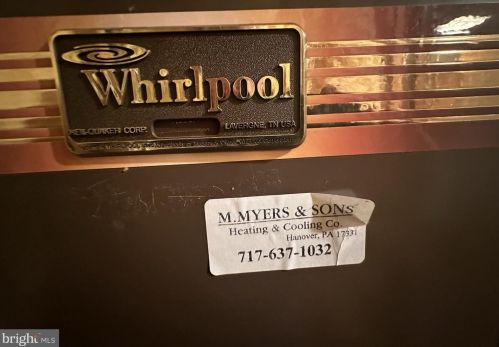 Whirlpool
HEIL-QUAKER CORP. LAVERGNE, TN USA
M.MYERS & SONS
Heating & Cooling Co.
Hanover, PA 17331
717-637-1032
bright MLS